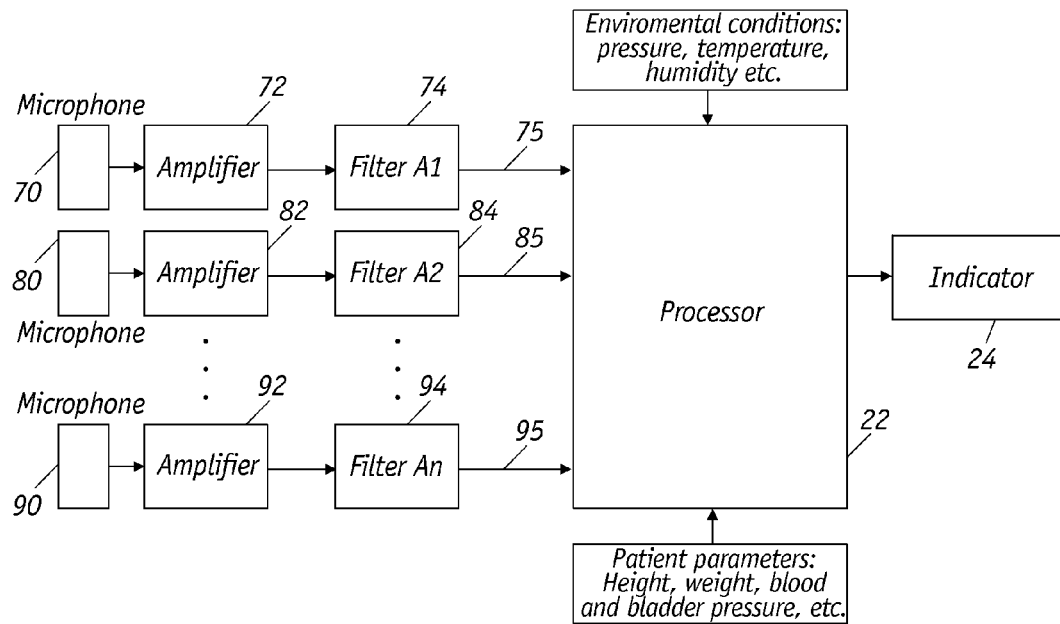 Enviromental conditions:
pressure, temperature,
humidity etc.
72
74
Microphone
75
Amplifier
Filter A1
70
82
84
85
80
Amplifier
Filter A2
Indicator
Processor
Microphone
24
Microphone
92
94
95
22
Amplifier
Filter An
90
Patient parameters:
Height, weight, blood
and bladder pressure, etc.